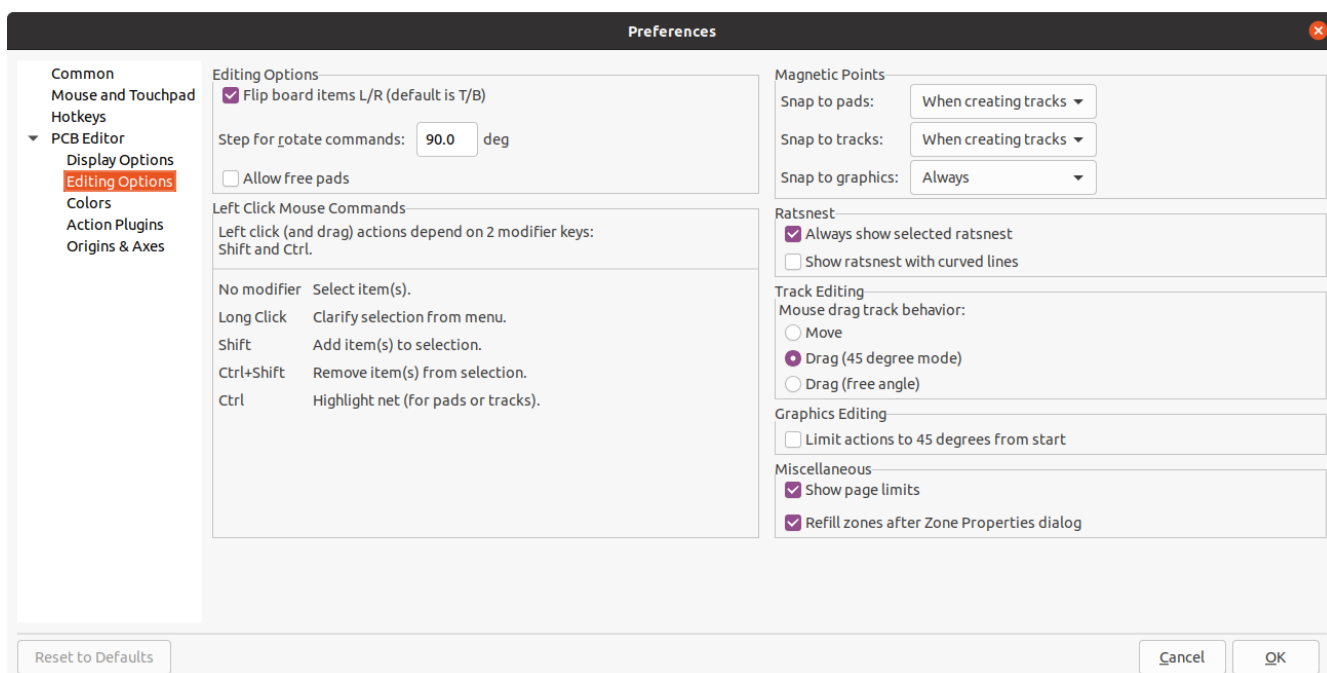 Preferences
Common
Mouse and Touchpad
Hotkeys
PCB Editor
Display Options
Editing Options
Colors
Action Plugins
Origins & Axes
Editing Options
Flip board items L/R (default is T/B)
Step for rotate commands: 90.0 deg
Allow free pads
Left Click Mouse Commands
Left click (and drag) actions depend on 2 modifier keys:
Shift and Ctrl.
No modifier Select item(s).
Long Click Clarify selection from menu.
Shift Add item(s) to selection.
Ctrl+Shift Remove item(s) from selection.
Ctrl Highlight net (for pads or tracks).
Magnetic Points
Snap to pads: When creating tracks
Snap to tracks: When creating tracks
Snap to graphics: Always
Ratsnest
Always show selected ratsnest
Show ratsnest with curved lines
Track Editing
Mouse drag track behavior:
Move
Drag (45 degree mode)
Drag (free angle)
Graphics Editing
Limit actions to 45 degrees from start
Miscellaneous
Show page limits
Refill zones after Zone Properties dialog
Reset to Defaults
Cancel
OK